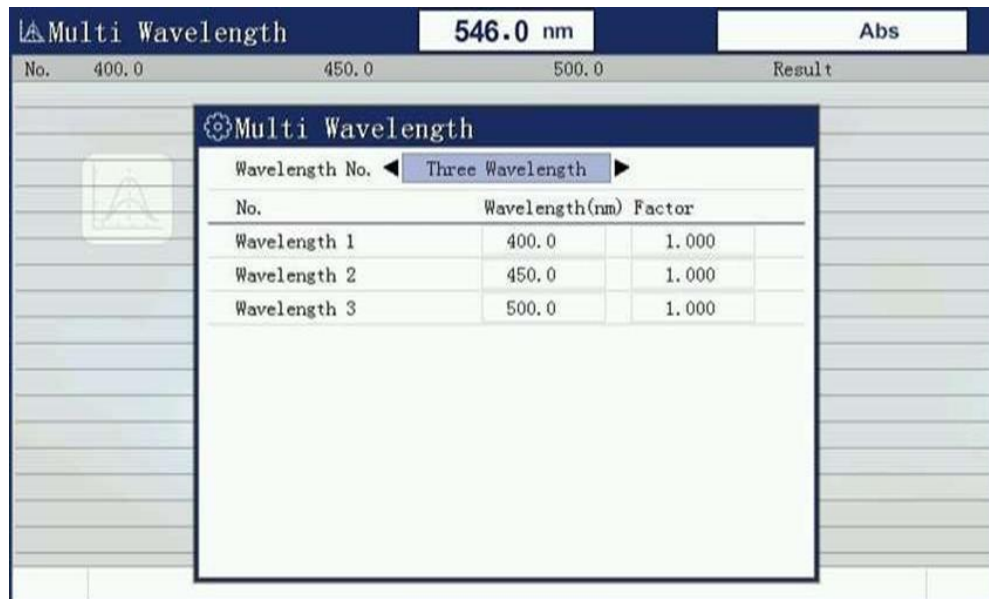 Multi Wavelength 546.0 nm Abs
No. 400.0 450.0 500.0 Result
Multi Wavelength
Wavelength No. Three Wavelength
No. Wavelength(nm) Factor
Wavelength 1 400.0 1.000
Wavelength 2 450.0 1.000
Wavelength 3 500.0 1.000